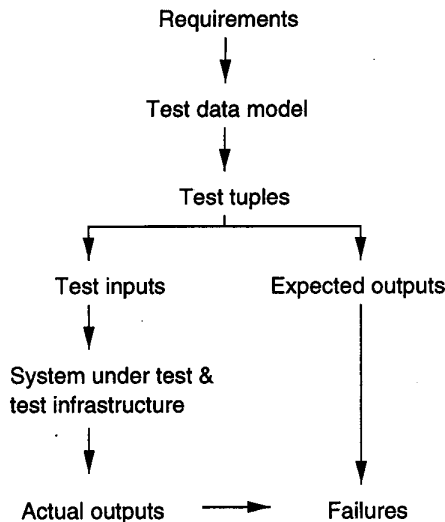 Requirements
Test data model
Test tuples
Test inputs
Expected outputs
System under test &
test infrastructure
Actual outputs
Failures